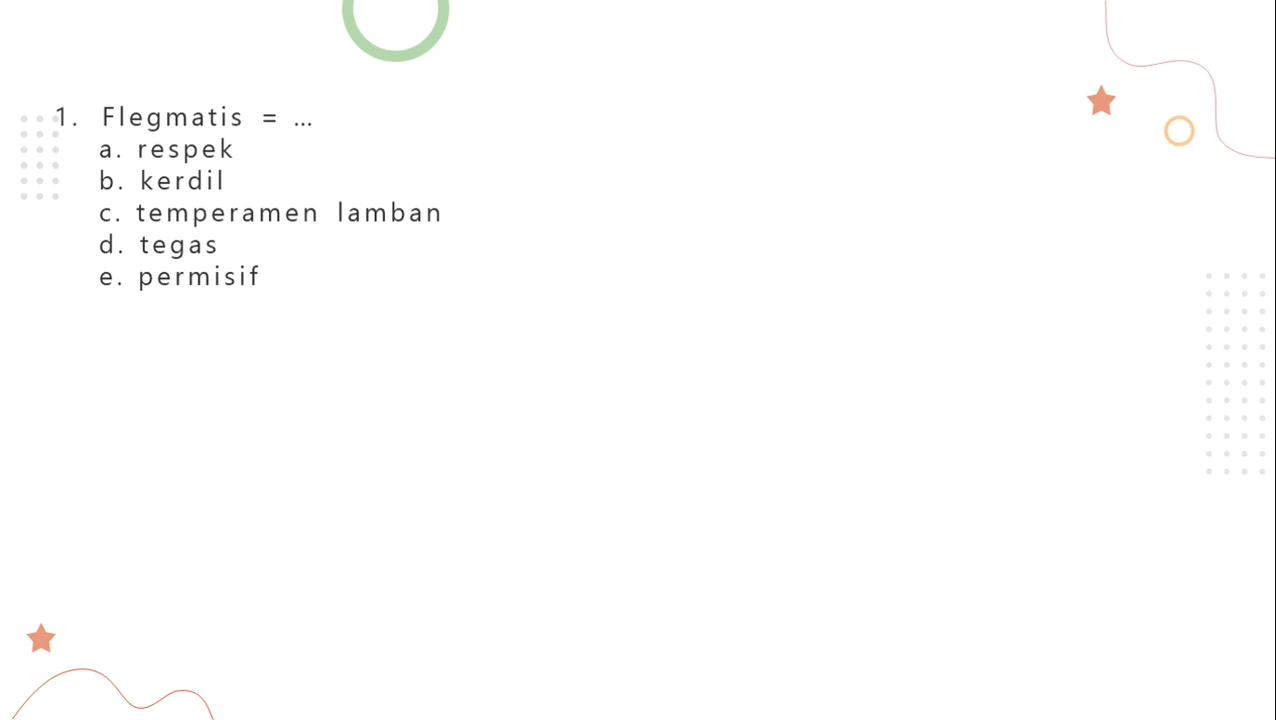 1. Flegmatis = ...
a. respek
b. kerdil
c. temperamen lamban
d. tegas
e. permisif